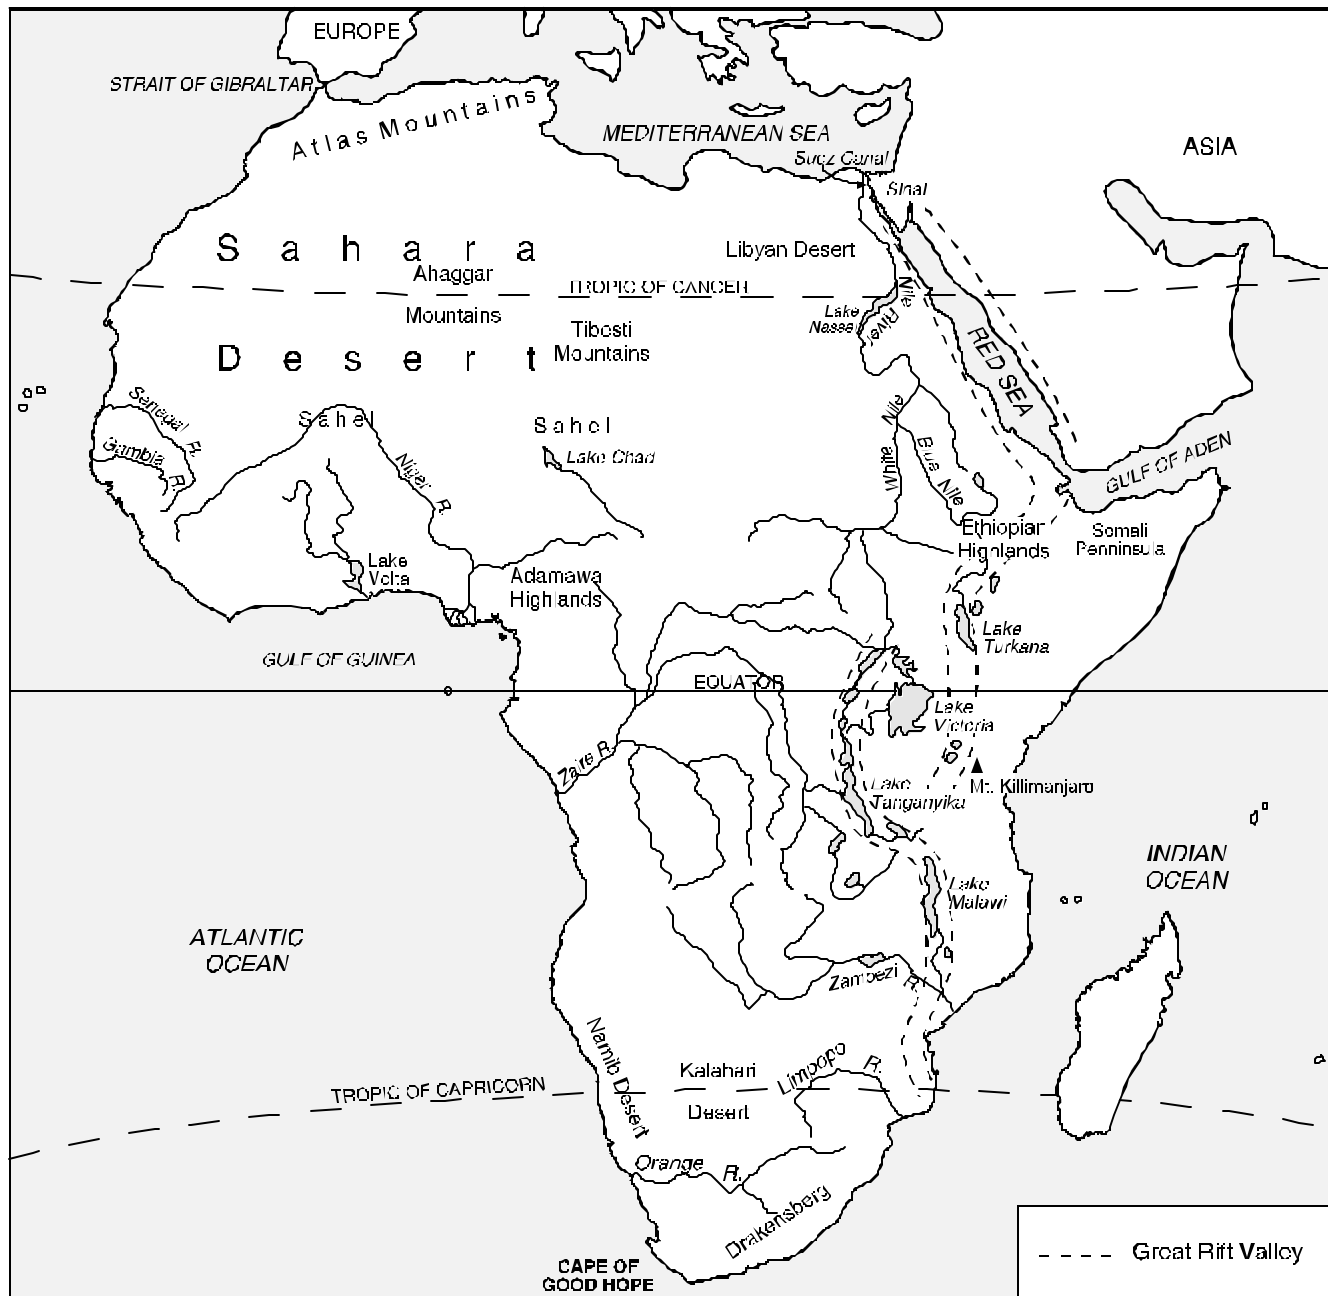 EUROPE
STRAIT OF GIBRALTAR
Atlas Mountains
MEDITERRANEAN SEA
ASIA
Suez Canal
Sinai
Sahara
Libyan Desert
Ahaggar
TROPIC OF CANCER
Mountains
Lake
Nasser
Nile River
Tibesti
Mountains
Desert
RED SEA
Senegal R.
Sahel
Sahel
Gambia R.
Niger R.
Lake Chad
White Nile
Blue Nile
GULF OF ADEN
Ethiopian
Highlands
Somali
Penninsula
Lake
Volta
Adamawa
Highlands
Lake
Turkana
GULF OF GUINEA
EQUATOR
Lake
Victoria
Zaire R.
Lake
Tanganyika
Mt. Killimanjaro
INDIAN
OCEAN
Lake
Malawi
ATLANTIC
OCEAN
Zambezi R.
Namib Desert
Kalahari
Limpopo R.
TROPIC OF CAPRICORN
Desert
Orange R.
Drakensberg
CAPE OF
GOOD HOPE
Great Rift Valley